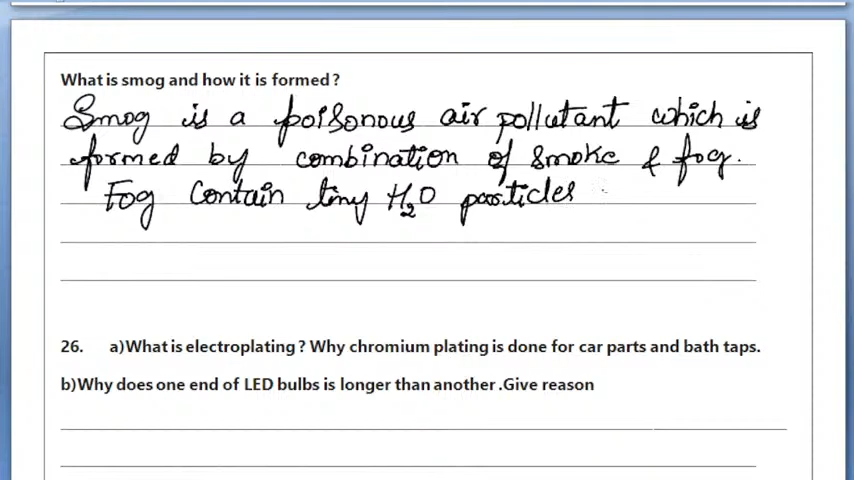 What is smog and how it is formed ?
Smog is a poisonous air pollutant which is
formed by combination of smoke & fog.
Fog contain tiny H₂O particles
26. a)What is electroplating ? Why chromium plating is done for car parts and bath taps.
b)Why does one end of LED bulbs is longer than another .Give reason